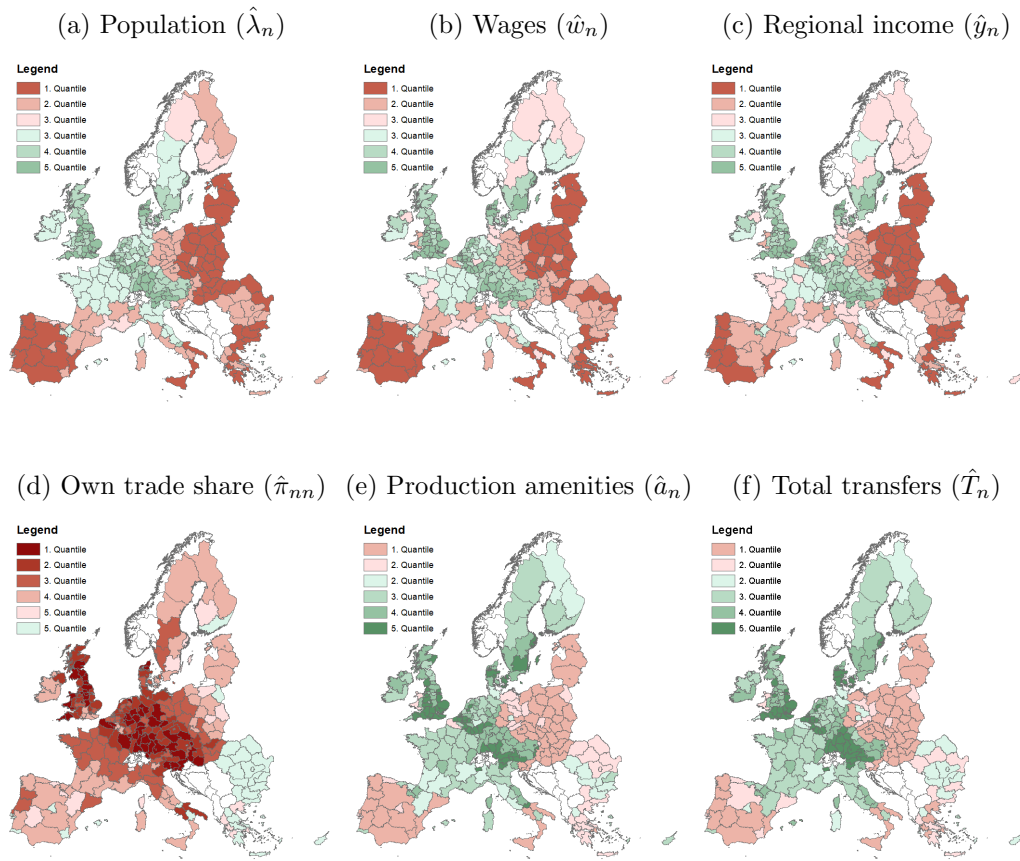 (a) Population (λ̂ₙ)
(b) Wages (ŵₙ)
(c) Regional income (ŷₙ)
Legend
1. Quantile
2. Quantile
3. Quantile
3. Quantile
4. Quantile
5. Quantile
Legend
1. Quantile
2. Quantile
3. Quantile
3. Quantile
4. Quantile
5. Quantile
Legend
1. Quantile
2. Quantile
3. Quantile
3. Quantile
4. Quantile
5. Quantile
(d) Own trade share (π̂ₙₙ)
(e) Production amenities (âₙ)
(f) Total transfers (T̂ₙ)
Legend
1. Quantile
2. Quantile
3. Quantile
4. Quantile
5. Quantile
5. Quantile
Legend
1. Quantile
2. Quantile
2. Quantile
3. Quantile
4. Quantile
5. Quantile
Legend
1. Quantile
2. Quantile
2. Quantile
3. Quantile
4. Quantile
5. Quantile